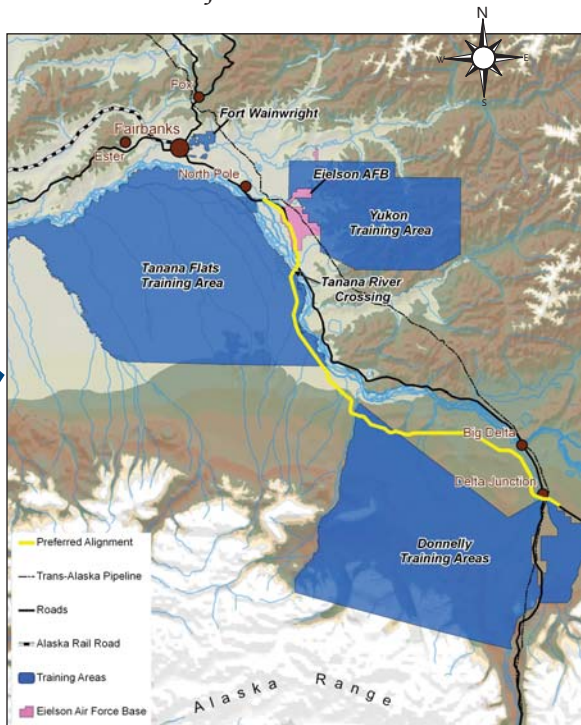 N
W
E
S
Fox
Fort Wainwright
Fairbanks
Ester
North Pole
Eielson AFB
Yukon
Training Area
Tanana Flats
Training Area
Tanana River
Crossing
Big Delta
Delta Junction
Donnelly
Training Areas
Preferred Alignment
Trans-Alaska Pipeline
Roads
Alaska Rail Road
Training Areas
Eielson Air Force Base
Alaska Range